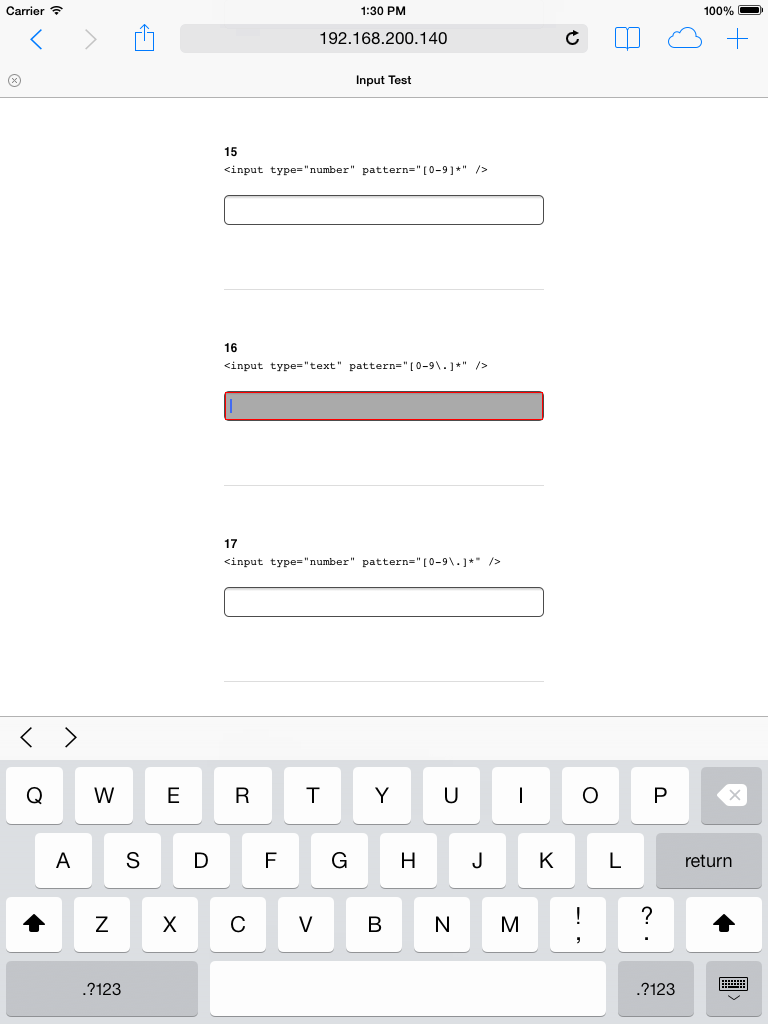 Carrier 1:30 PM 100%
192.168.200.140
Input Test
15
<input type="number" pattern="[0-9]*" />
16
<input type="text" pattern="[0-9\.]*" />
17
<input type="number" pattern="[0-9\.]*" />
Q W E R T Y U I O P
A S D F G H J K L return
Z X C V B N M ! , ? .
.?123 .?123